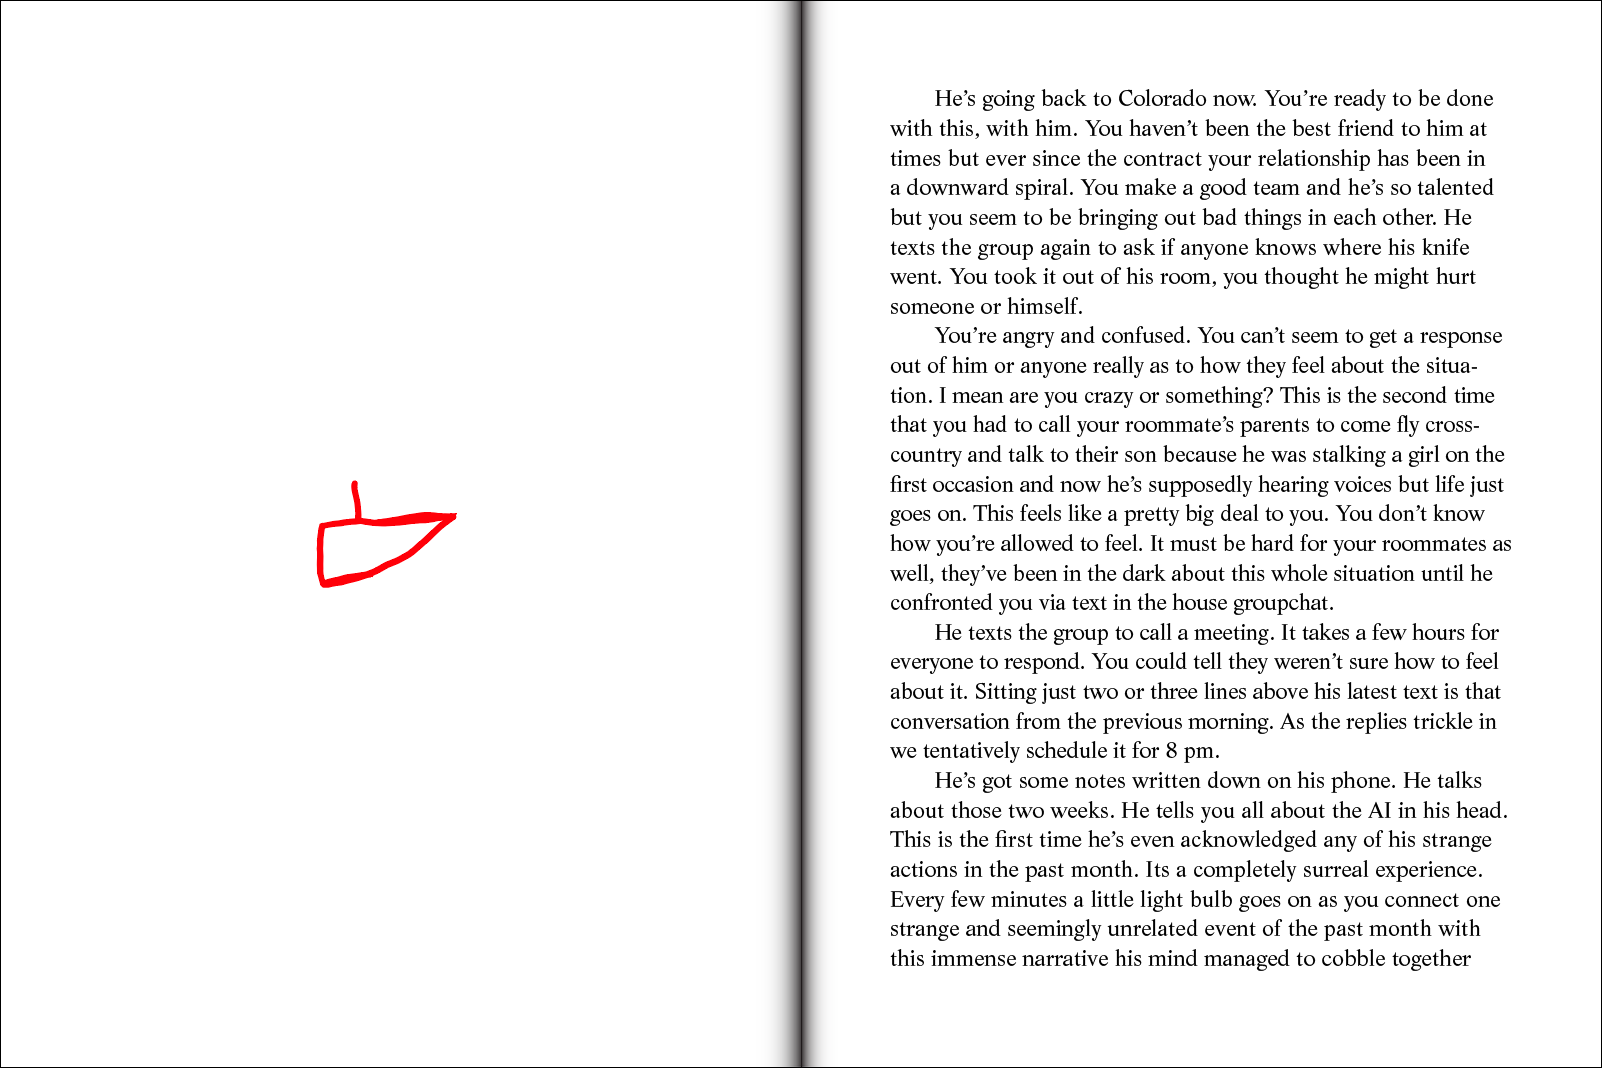 He’s going back to Colorado now. You’re ready to be done
with this, with him. You haven’t been the best friend to him at
times but ever since the contract your relationship has been in
a downward spiral. You make a good team and he’s so talented
but you seem to be bringing out bad things in each other. He
texts the group again to ask if anyone knows where his knife
went. You took it out of his room, you thought he might hurt
someone or himself.
You’re angry and confused. You can’t seem to get a response
out of him or anyone really as to how they feel about the situa-
tion. I mean are you crazy or something? This is the second time
that you had to call your roommate’s parents to come fly cross-
country and talk to their son because he was stalking a girl on the
first occasion and now he’s supposedly hearing voices but life just
goes on. This feels like a pretty big deal to you. You don’t know
how you’re allowed to feel. It must be hard for your roommates as
well, they’ve been in the dark about this whole situation until he
confronted you via text in the house groupchat.
He texts the group to call a meeting. It takes a few hours for
everyone to respond. You could tell they weren’t sure how to feel
about it. Sitting just two or three lines above his latest text is that
conversation from the previous morning. As the replies trickle in
we tentatively schedule it for 8 pm.
He’s got some notes written down on his phone. He talks
about those two weeks. He tells you all about the AI in his head.
This is the first time he’s even acknowledged any of his strange
actions in the past month. Its a completely surreal experience.
Every few minutes a little light bulb goes on as you connect one
strange and seemingly unrelated event of the past month with
this immense narrative his mind managed to cobble together